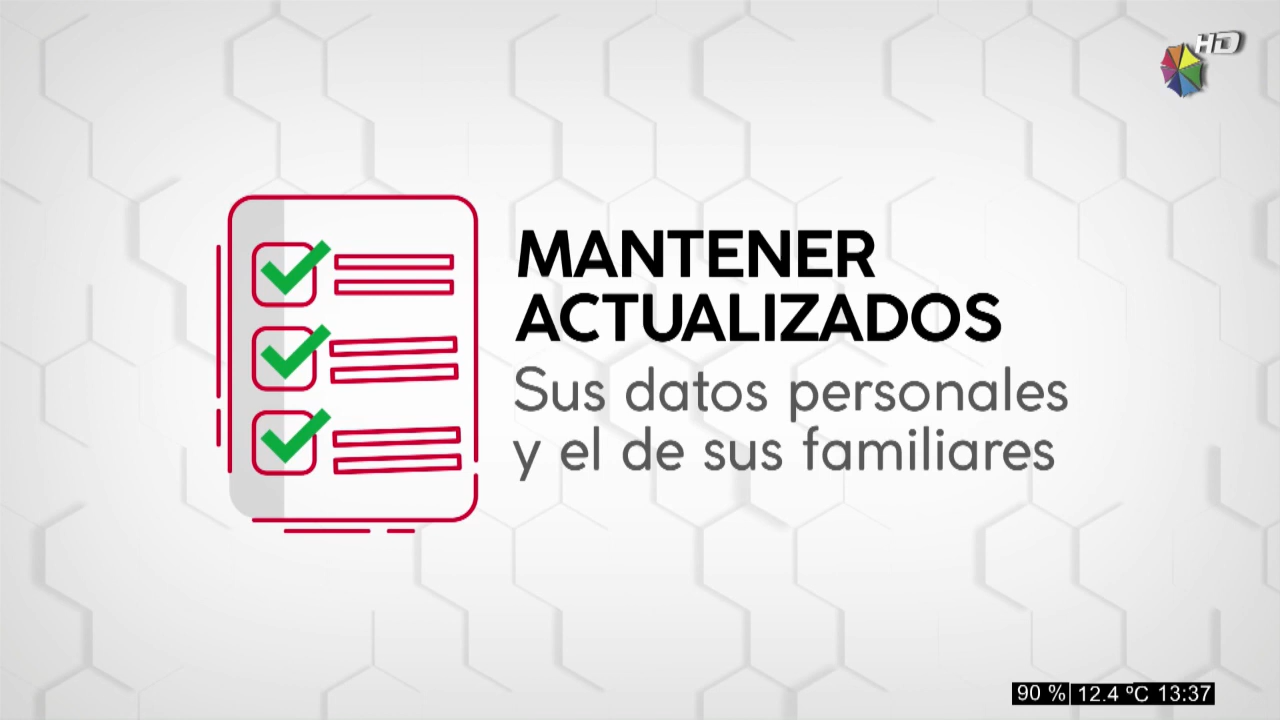 HD
MANTENER
ACTUALIZADOS
Sus datos personales
y el de sus familiares
90 % 12.4 ºC 13:37